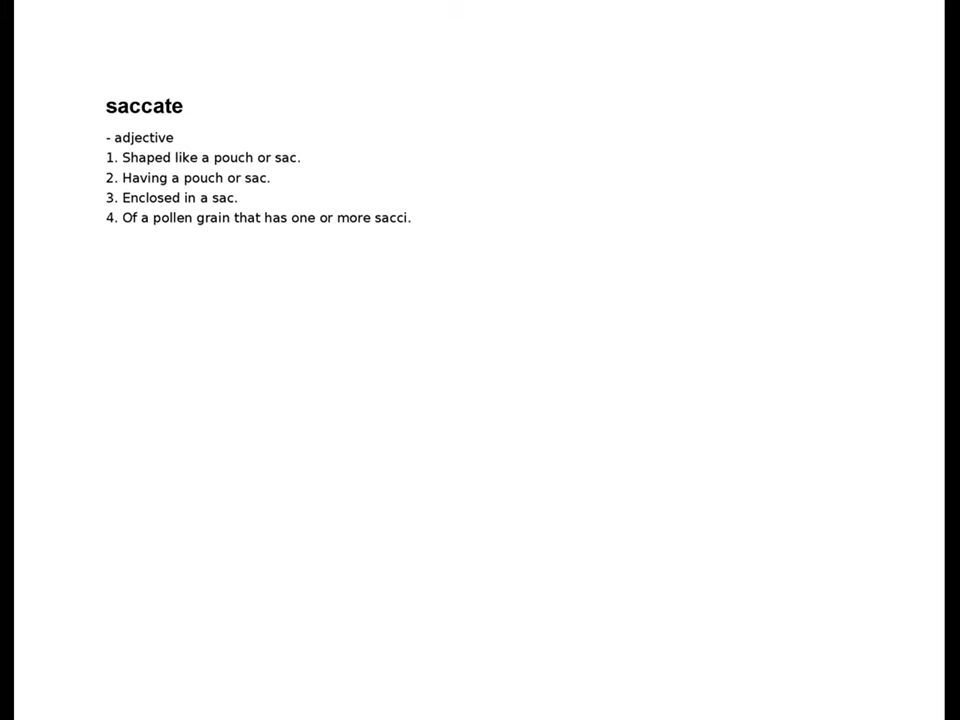 saccate
- adjective
1. Shaped like a pouch or sac.
2. Having a pouch or sac.
3. Enclosed in a sac.
4. Of a pollen grain that has one or more sacci.